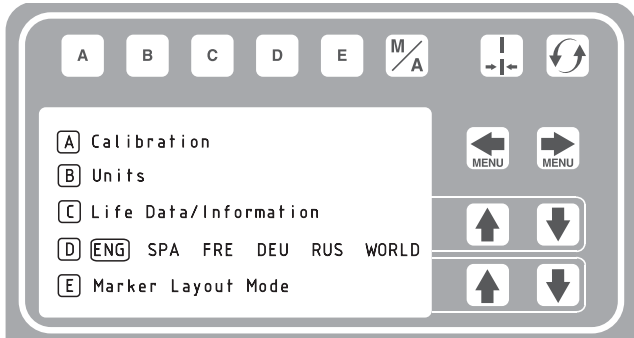 A B C D E M/A
MENU MENU
A Calibration
B Units
C Life Data/Information
D ENG SPA FRE DEU RUS WORLD
E Marker Layout Mode